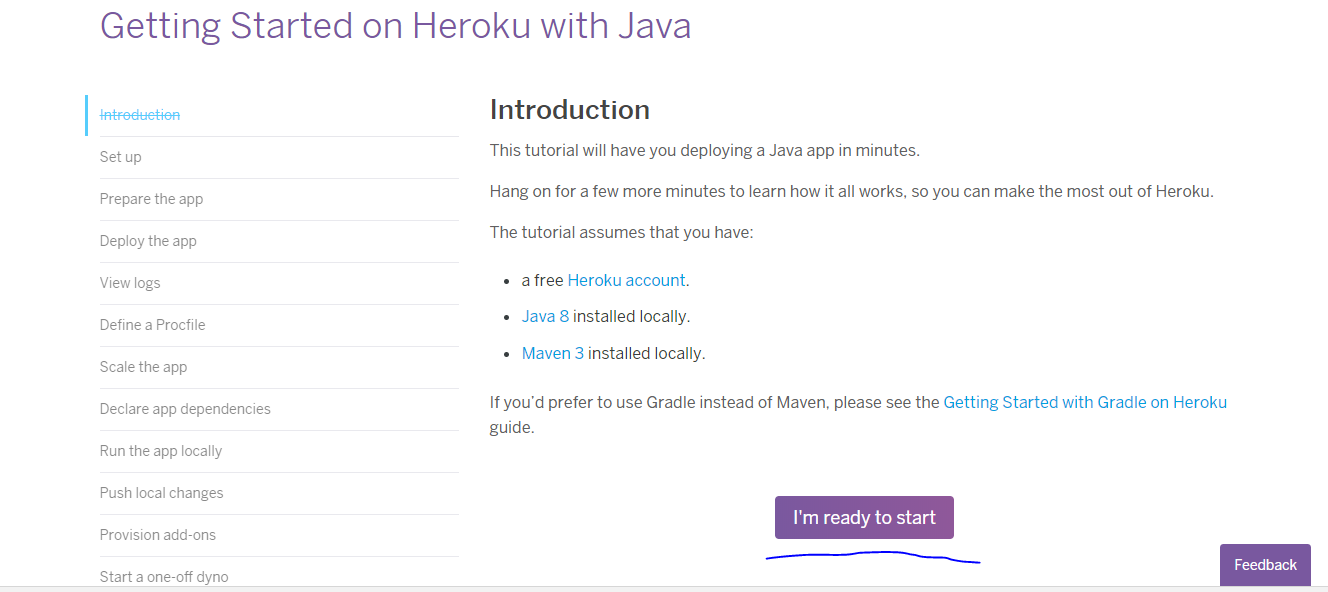 Getting Started on Heroku with Java
Introduction
Set up
Prepare the app
Deploy the app
View logs
Define a Procfile
Scale the app
Declare app dependencies
Run the app locally
Push local changes
Provision add-ons
Start a one-off dyno
Introduction
This tutorial will have you deploying a Java app in minutes.
Hang on for a few more minutes to learn how it all works, so you can make the most out of Heroku.
The tutorial assumes that you have:
• a free Heroku account.
• Java 8 installed locally.
• Maven 3 installed locally.
If you'd prefer to use Gradle instead of Maven, please see the Getting Started with Gradle on Heroku
guide.
I'm ready to start
Feedback